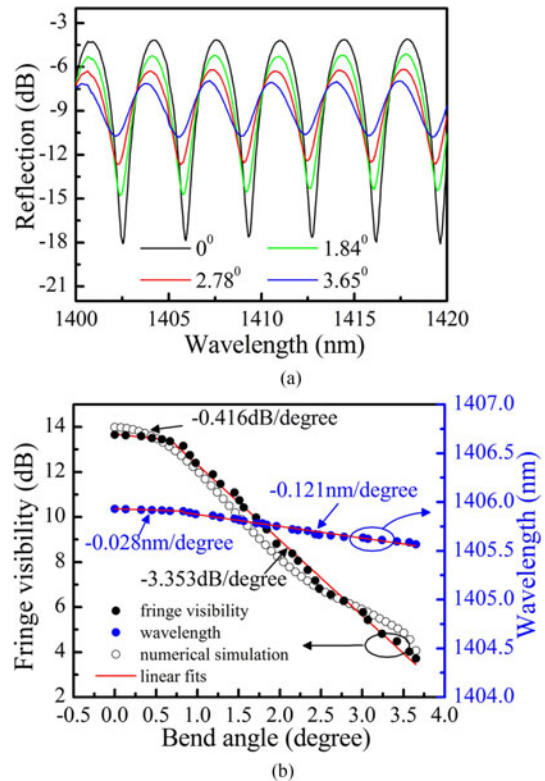 -3
-6
-9
-12
-15
-18
-21
Reflection (dB)
0⁰
1.84⁰
2.78⁰
3.65⁰
1400
1405
1410
1415
1420
Wavelength (nm)
(a)
14
12
10
8
6
4
2
Fringe visibility (dB)
1407.0
1406.5
1406.0
1405.5
1405.0
1404.5
1404.0
Wavelength (nm)
-0.416dB/degree
-0.121nm/degree
-0.028nm/degree
-3.353dB/degree
fringe visibility
wavelength
numerical simulation
linear fits
-0.5
0.0
0.5
1.0
1.5
2.0
2.5
3.0
3.5
4.0
Bend angle (degree)
(b)